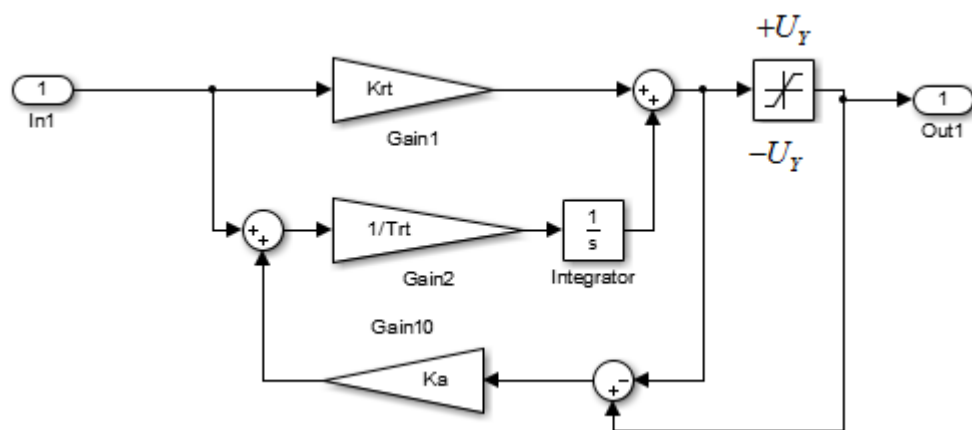 +U_Y
1
In1
Krt
Gain1
+
+
-U_Y
1
Out1
+
+
1/Trt
Gain2
1
s
Integrator
Gain10
Ka
-
+